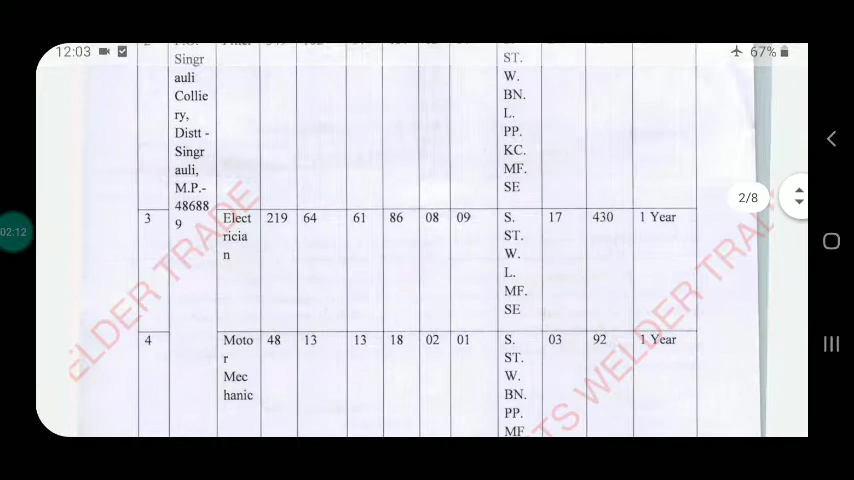 12:03
67%
Singr
auli
Collie
ry,
Distt -
Singr
auli,
M.P.-
48688
9
ST.
W.
BN.
L.
PP.
KC.
MF.
SE
2/8
02:12
3
Elect
ricia
n
219
64
61
86
08
09
S.
ST.
W.
L.
MF.
SE
17
430
1 Year
4
Moto
r
Mec
hanic
48
13
13
18
02
01
S.
ST.
W.
BN.
PP.
MF
03
92
1 Year
ELDER TRADE
TS WELDER TRA